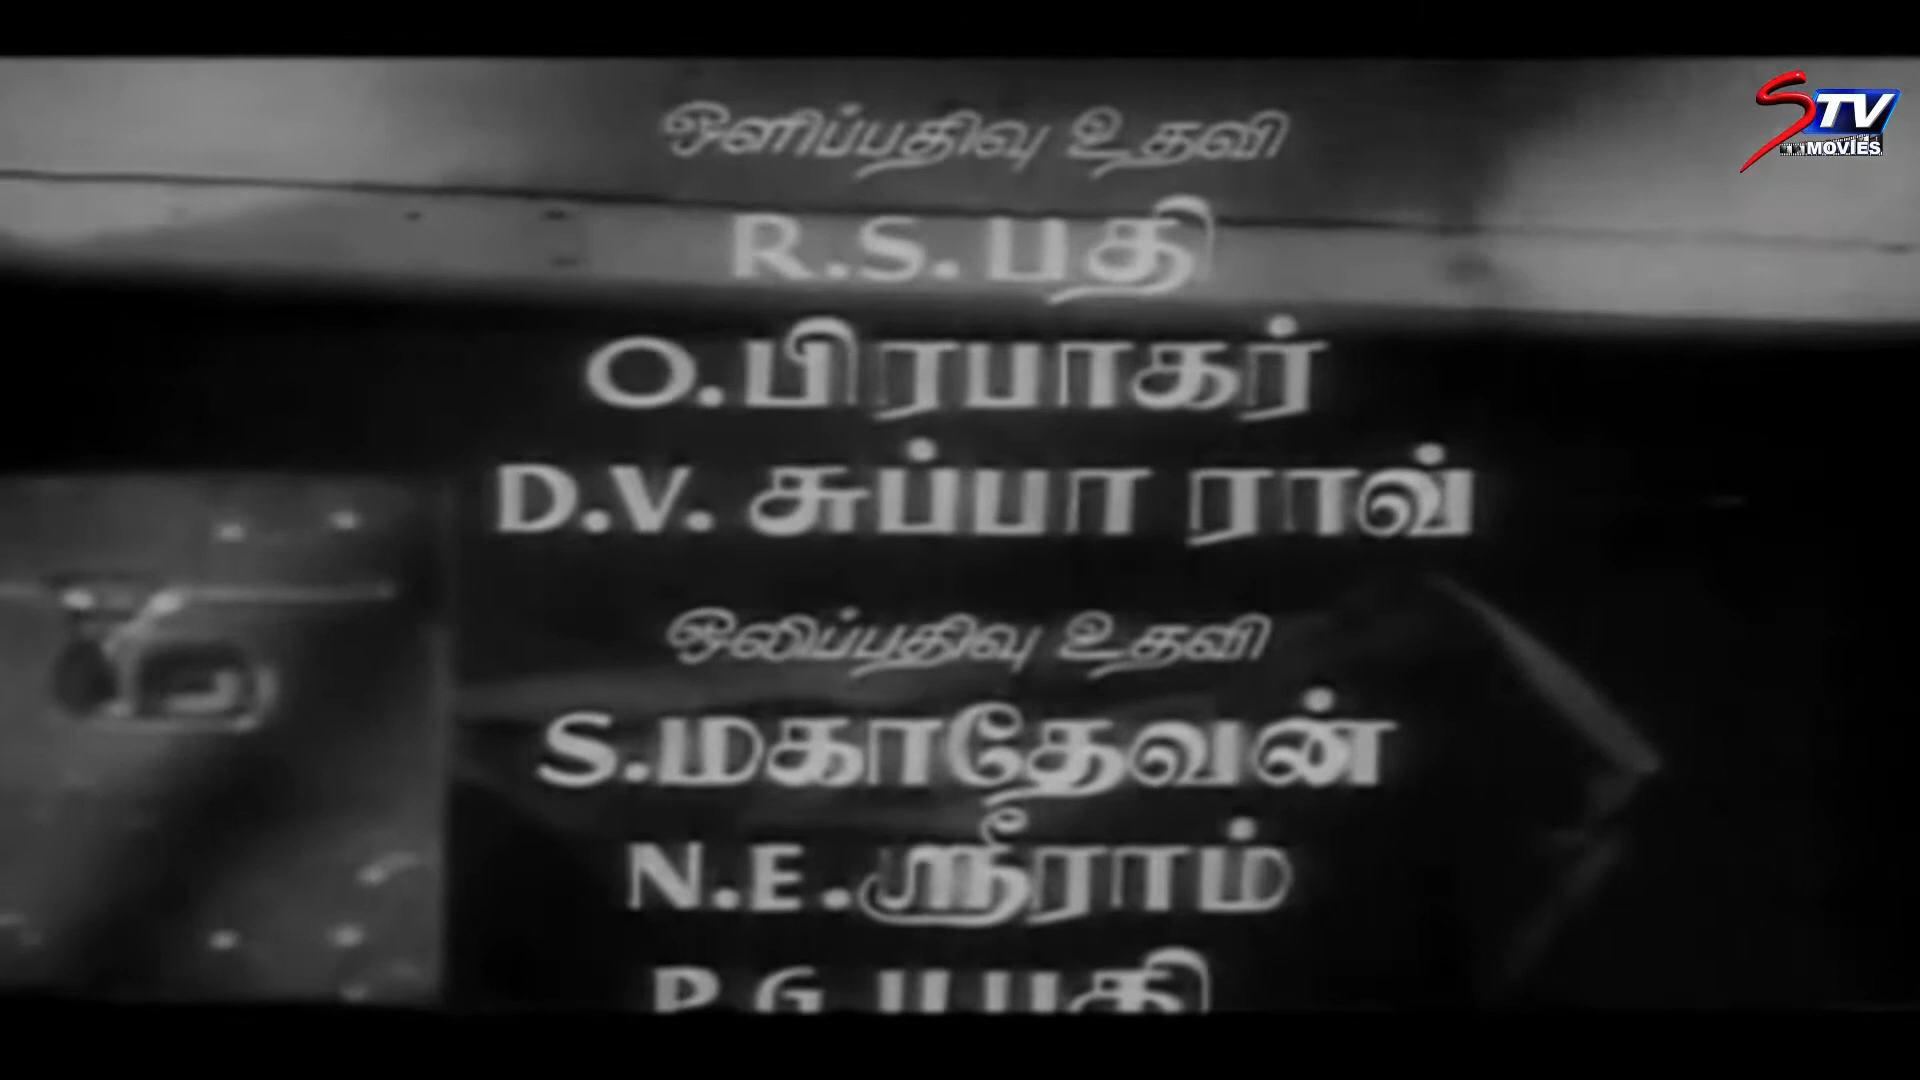 STV
MOVIES
ஒளிப்பதிவு உதவி
R.S. பதி
O. பிரபாகர்
D.V. சுப்பா ராவ்
ஒலிப்பதிவு உதவி
S. மகாதேவன்
N.E. ஸ்ரீராம்
P.G.